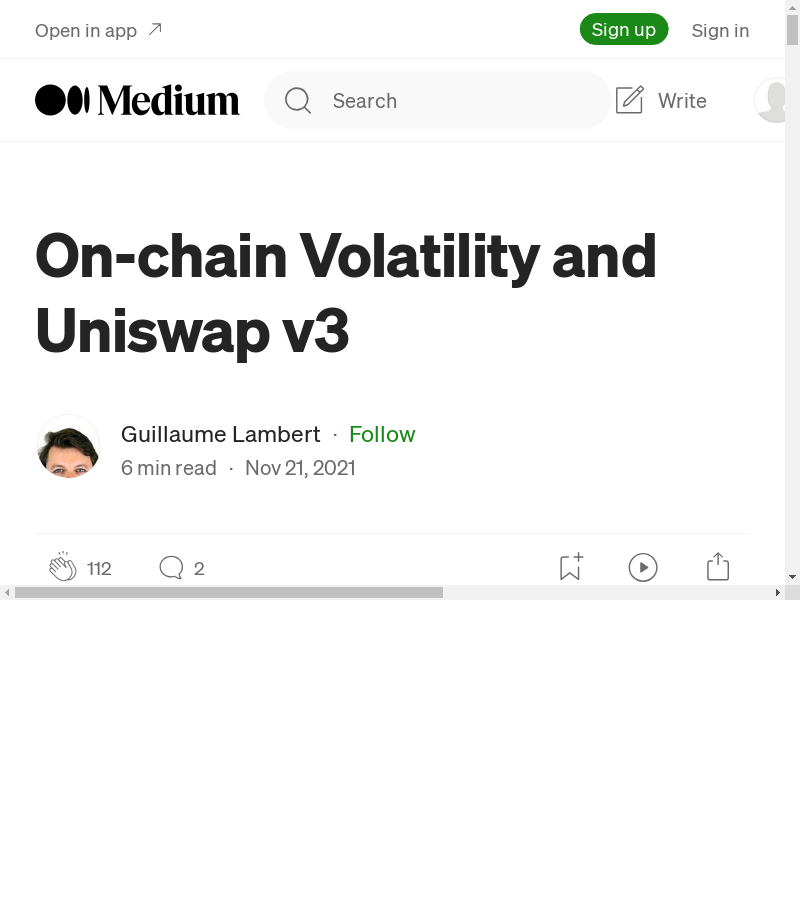 Open in app
Sign up
Sign in
Medium
Search
Write
On-chain Volatility and
Uniswap v3
Guillaume Lambert · Follow
6 min read · Nov 21, 2021
112
2